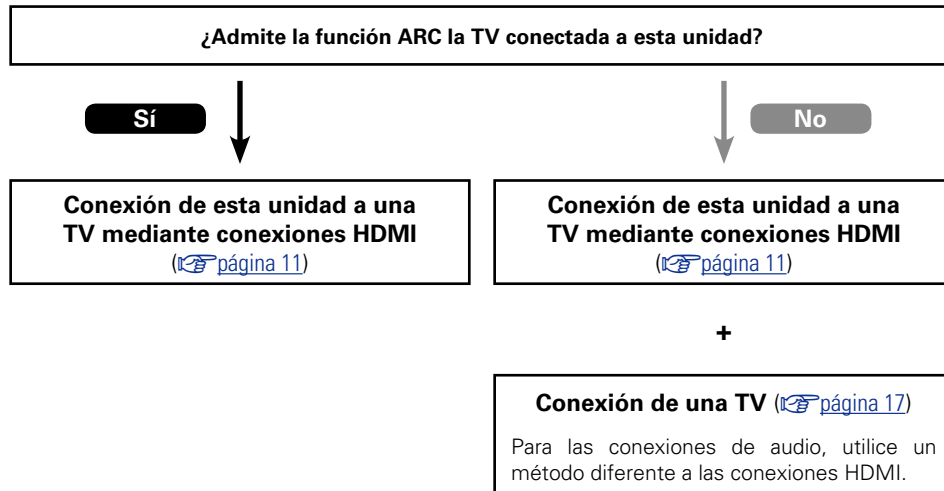 ¿Admite la función ARC la TV conectada a esta unidad?
Sí
No
Conexión de esta unidad a una
TV mediante conexiones HDMI
(página 11)
Conexión de esta unidad a una
TV mediante conexiones HDMI
(página 11)
+
Conexión de una TV (página 17)
Para las conexiones de audio, utilice un
método diferente a las conexiones HDMI.